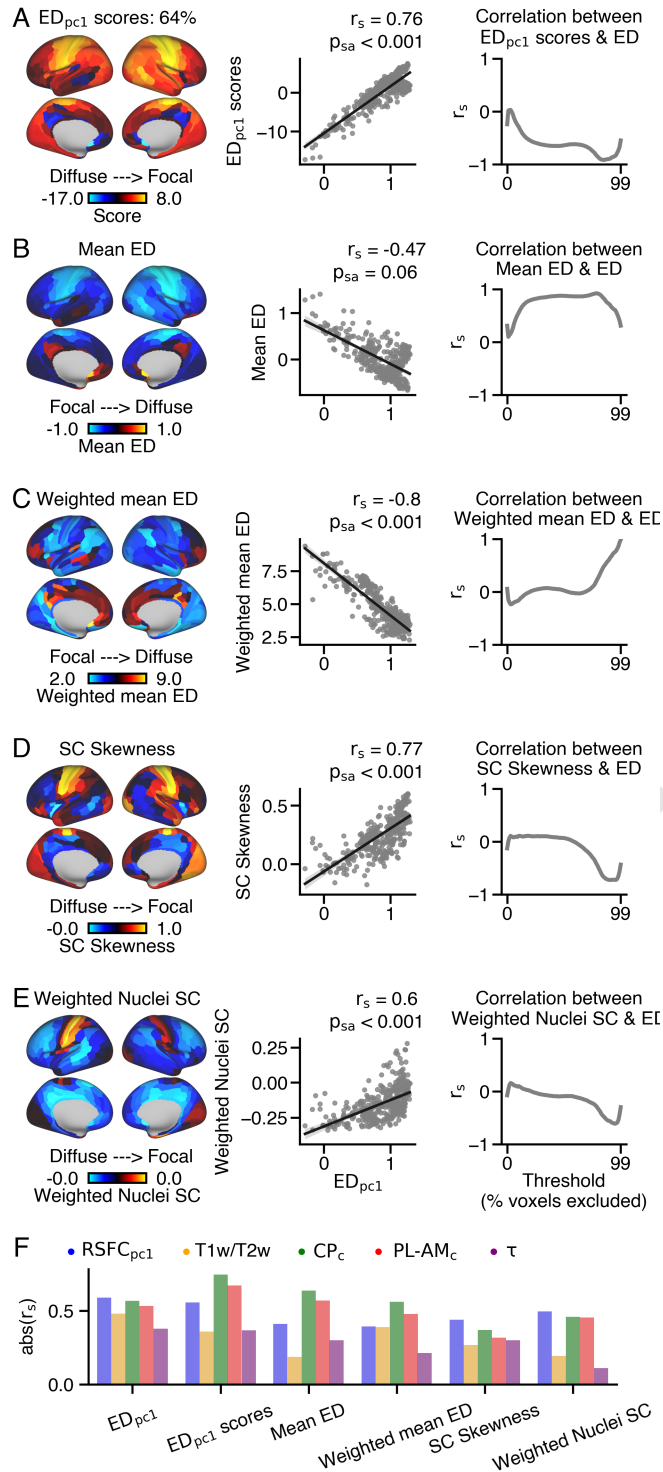 A
ED_pc1 scores: 64%
Diffuse ---> Focal
-17.0 8.0
Score
r_s = 0.76
p_sa < 0.001
ED_pc1 scores
0
−10
0 1
Correlation between
ED_pc1 scores & ED
r_s
1
−1
0 99
B
Mean ED
Focal ---> Diffuse
-1.0 1.0
Mean ED
r_s = -0.47
p_sa = 0.06
Mean ED
1
0
0 1
Correlation between
Mean ED & ED
r_s
1
−1
0 99
C
Weighted mean ED
Focal ---> Diffuse
2.0 9.0
Weighted mean ED
r_s = -0.8
p_sa < 0.001
Weighted mean ED
7.5
5.0
2.5
0 1
Correlation between
Weighted mean ED & ED
r_s
1
−1
0 99
D
SC Skewness
Diffuse ---> Focal
-0.0 1.0
SC Skewness
r_s = 0.77
p_sa < 0.001
SC Skewness
0.5
0.0
0 1
Correlation between
SC Skewness & ED
r_s
1
−1
0 99
E
Weighted Nuclei SC
Diffuse ---> Focal
-0.0 0.0
Weighted Nuclei SC
r_s = 0.6
p_sa < 0.001
Weighted Nuclei SC
0.25
0.00
−0.25
0 1
ED_pc1
Correlation between
Weighted Nuclei SC & ED
r_s
1
−1
0 99
Threshold
(% voxels excluded)
F
RSFC_pc1 T1w/T2w CP_c PL-AM_c τ
abs(r_s)
0.5
0.0
ED_pc1
ED_pc1 scores
Mean ED
Weighted mean ED
SC Skewness
Weighted Nuclei SC